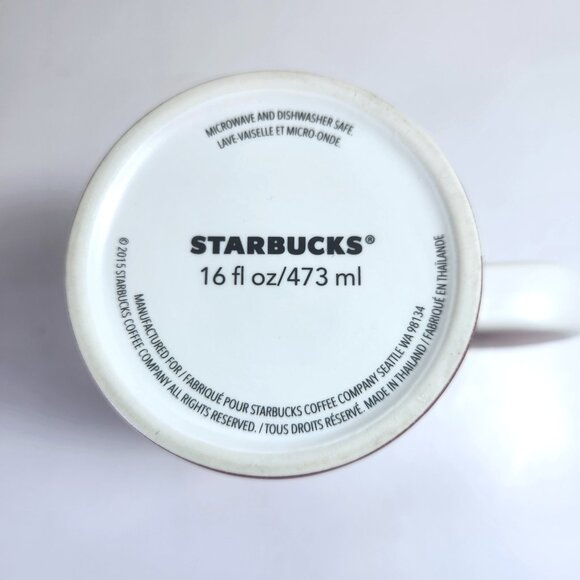 MICROWAVE AND DISHWASHER SAFE.
LAVE-VAISELLE ET MICRO-ONDE.
STARBUCKS®
16 fl oz/473 ml
MANUFACTURED FOR / FABRIQUÉ POUR STARBUCKS COFFEE COMPANY SEATTLE WA 98134
© 2015 STARBUCKS COFFEE COMPANY ALL RIGHTS RESERVED. / TOUS DROITS RÉSERVÉ. MADE IN THAILAND / FABRIQUÉ EN THAÏLANDE